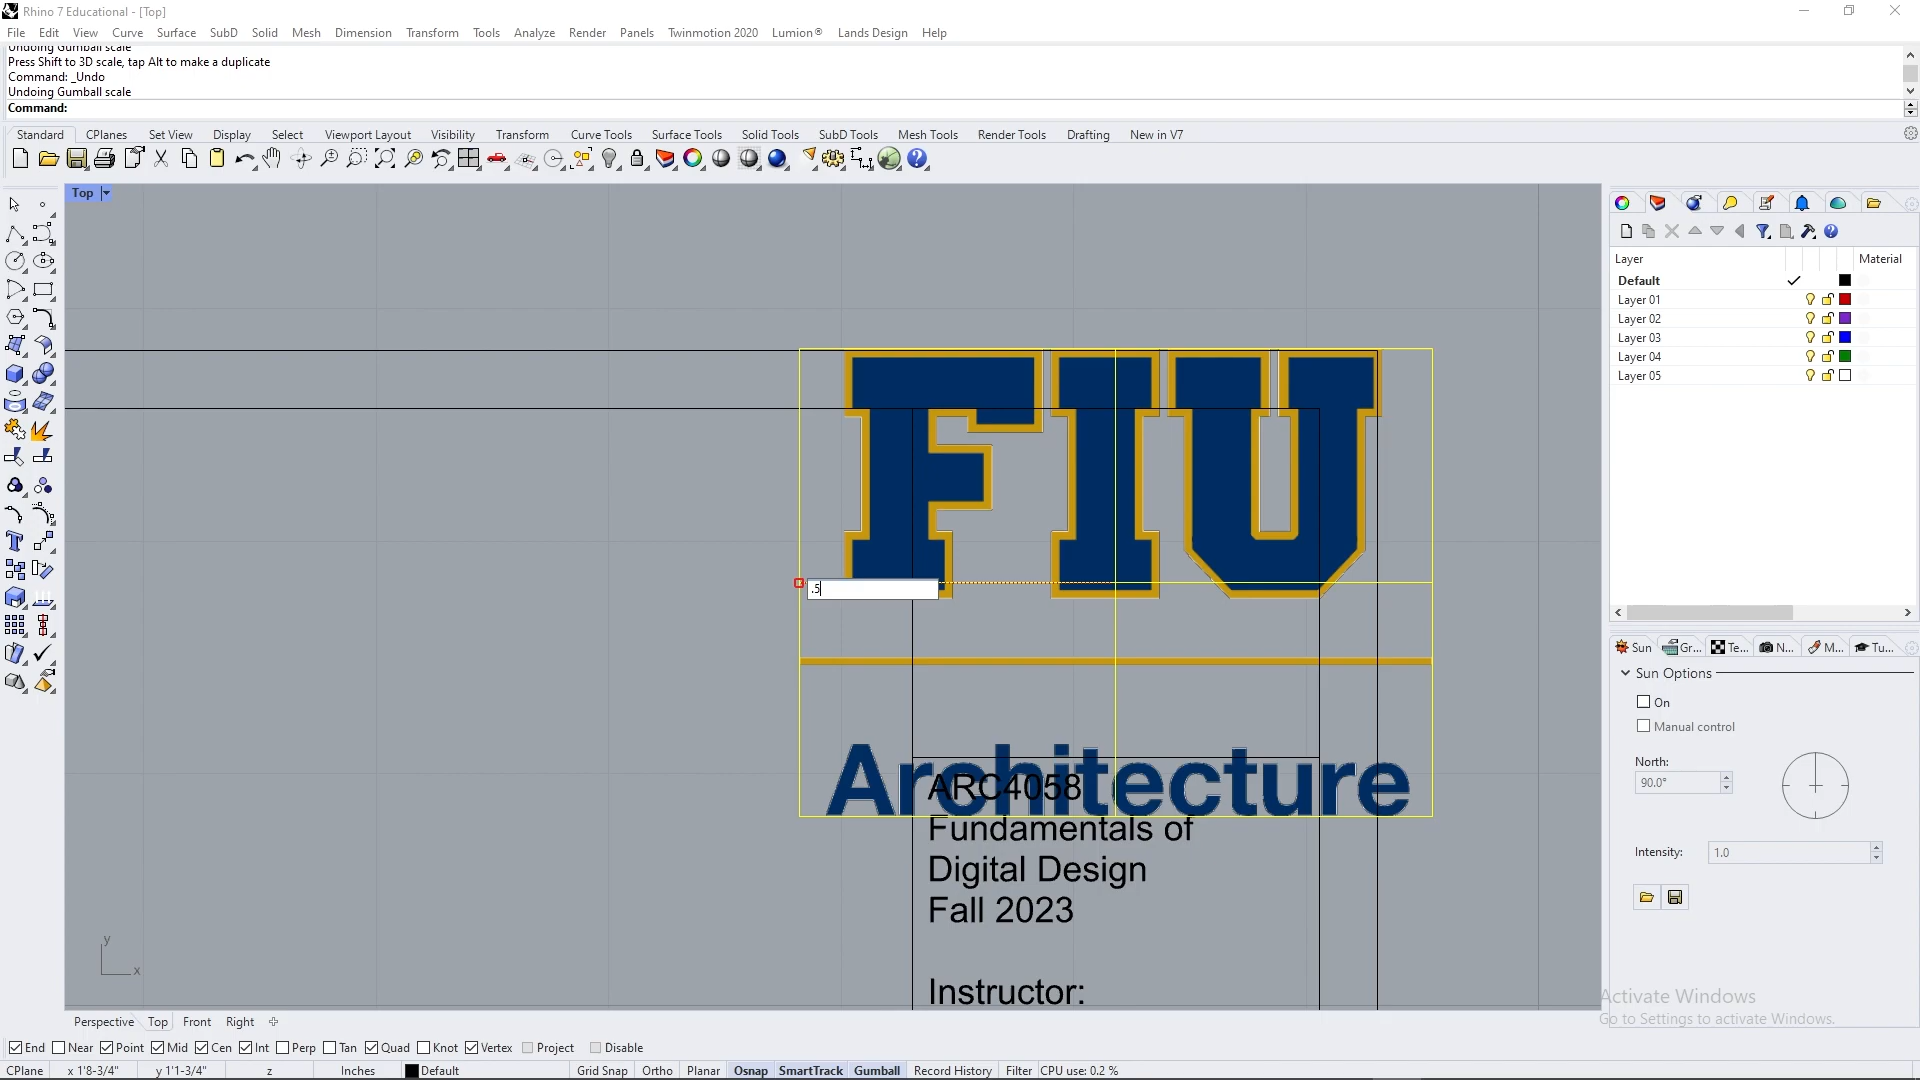 Rhino 7 Educational - [Top]
File Edit View Curve Surface SubD Solid Mesh Dimension Transform Tools Analyze Render Panels Twinmotion 2020 Lumion® Lands Design Help
Undoing Gumball scale
Press Shift to 3D scale, tap Alt to make a duplicate
Command: _Undo
Undoing Gumball scale
Command:
Standard CPlanes Set View Display Select Viewport Layout Visibility Transform Curve Tools Surface Tools Solid Tools SubD Tools Mesh Tools Render Tools Drafting New in V7
Top
Layer Material
Default
Layer 01
Layer 02
Layer 03
Layer 04
Layer 05
FIU
.5
Architecture
ARC4058
Fundamentals of
Digital Design
Fall 2023
Instructor:
y
x
Sun Gr... Te... N... M... Tu...
Sun Options
On
Manual control
North:
90.0°
Intensity: 1.0
Activate Windows
Go to Settings to activate Windows.
Perspective Top Front Right
End Near Point Mid Cen Int Perp Tan Quad Knot Vertex Project Disable
CPlane x 1'8-3/4" y 1'1-3/4" z Inches Default Grid Snap Ortho Planar Osnap SmartTrack Gumball Record History Filter CPU use: 0.2 %